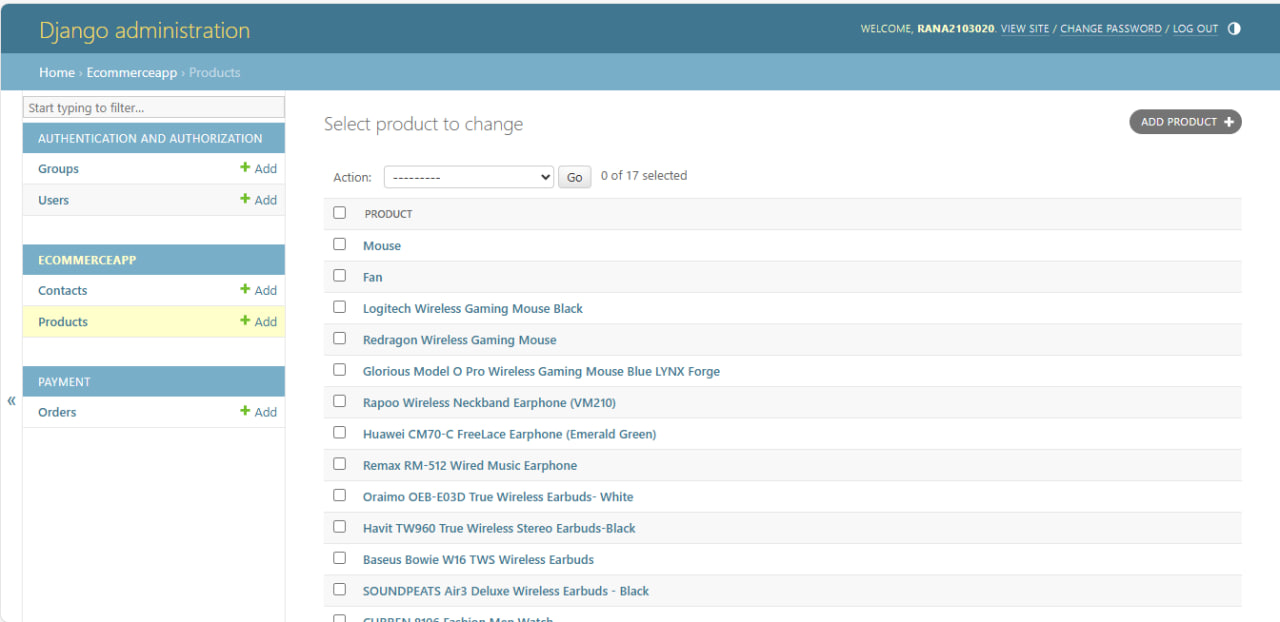 Django administration
WELCOME, RANA2103020. VIEW SITE / CHANGE PASSWORD / LOG OUT
Home › Ecommerceapp › Products
Start typing to filter...
AUTHENTICATION AND AUTHORIZATION
Groups + Add
Users + Add
ECOMMERCEAPP
Contacts + Add
Products + Add
PAYMENT
Orders + Add
«
Select product to change
ADD PRODUCT +
Action: --------- Go 0 of 17 selected
PRODUCT
Mouse
Fan
Logitech Wireless Gaming Mouse Black
Redragon Wireless Gaming Mouse
Glorious Model O Pro Wireless Gaming Mouse Blue LYNX Forge
Rapoo Wireless Neckband Earphone (VM210)
Huawei CM70-C FreeLace Earphone (Emerald Green)
Remax RM-512 Wired Music Earphone
Oraimo OEB-E03D True Wireless Earbuds- White
Havit TW960 True Wireless Stereo Earbuds-Black
Baseus Bowie W16 TWS Wireless Earbuds
SOUNDPEATS Air3 Deluxe Wireless Earbuds - Black
CURREN 8106 Fashion Men Watch